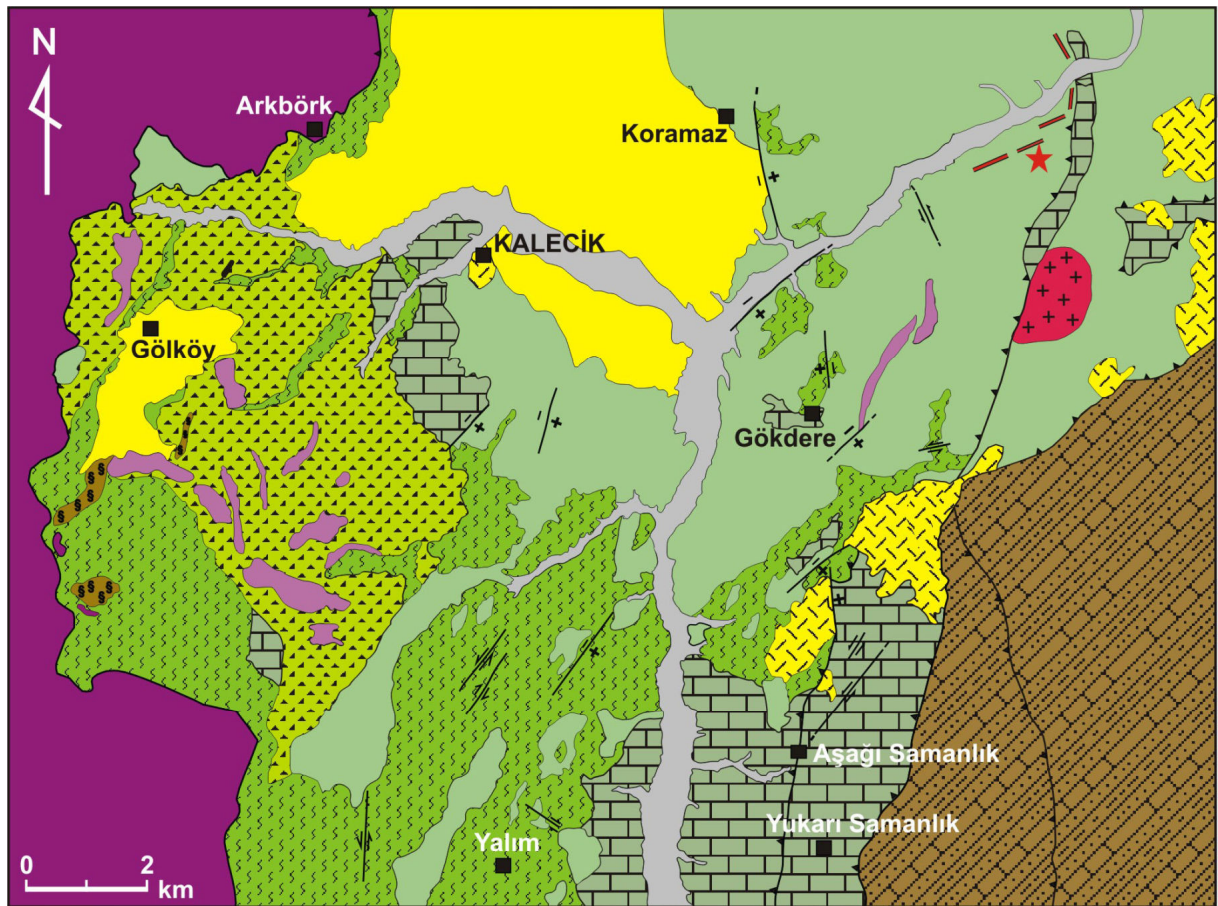 N
Arkbörk
Koramaz
KALECİK
Gölköy
Gökdere
Aşağı Samanlık
Yukarı Samanlık
Yalım
0 2
km